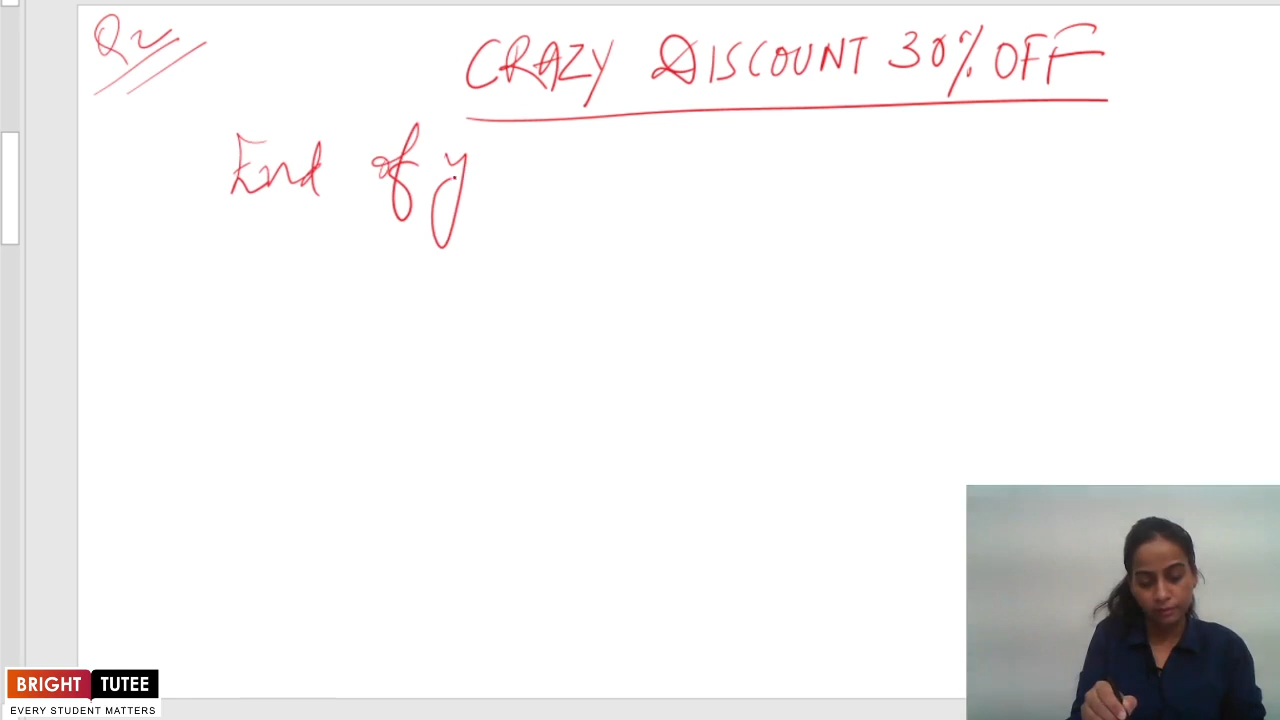 Q2
CRAZY DISCOUNT 30% OFF
End of y
BRIGHT TUTEE
EVERY STUDENT MATTERS